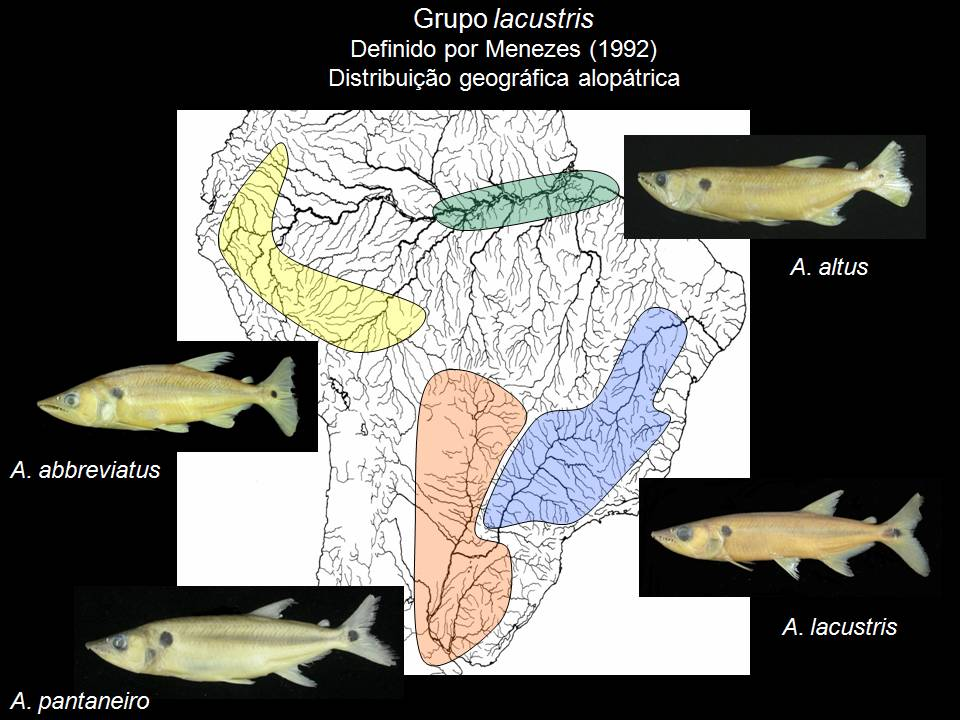 Grupo lacustris
Definido por Menezes (1992)
Distribuição geográfica alopátrica
A. altus
A. abbreviatus
A. lacustris
A. pantaneiro